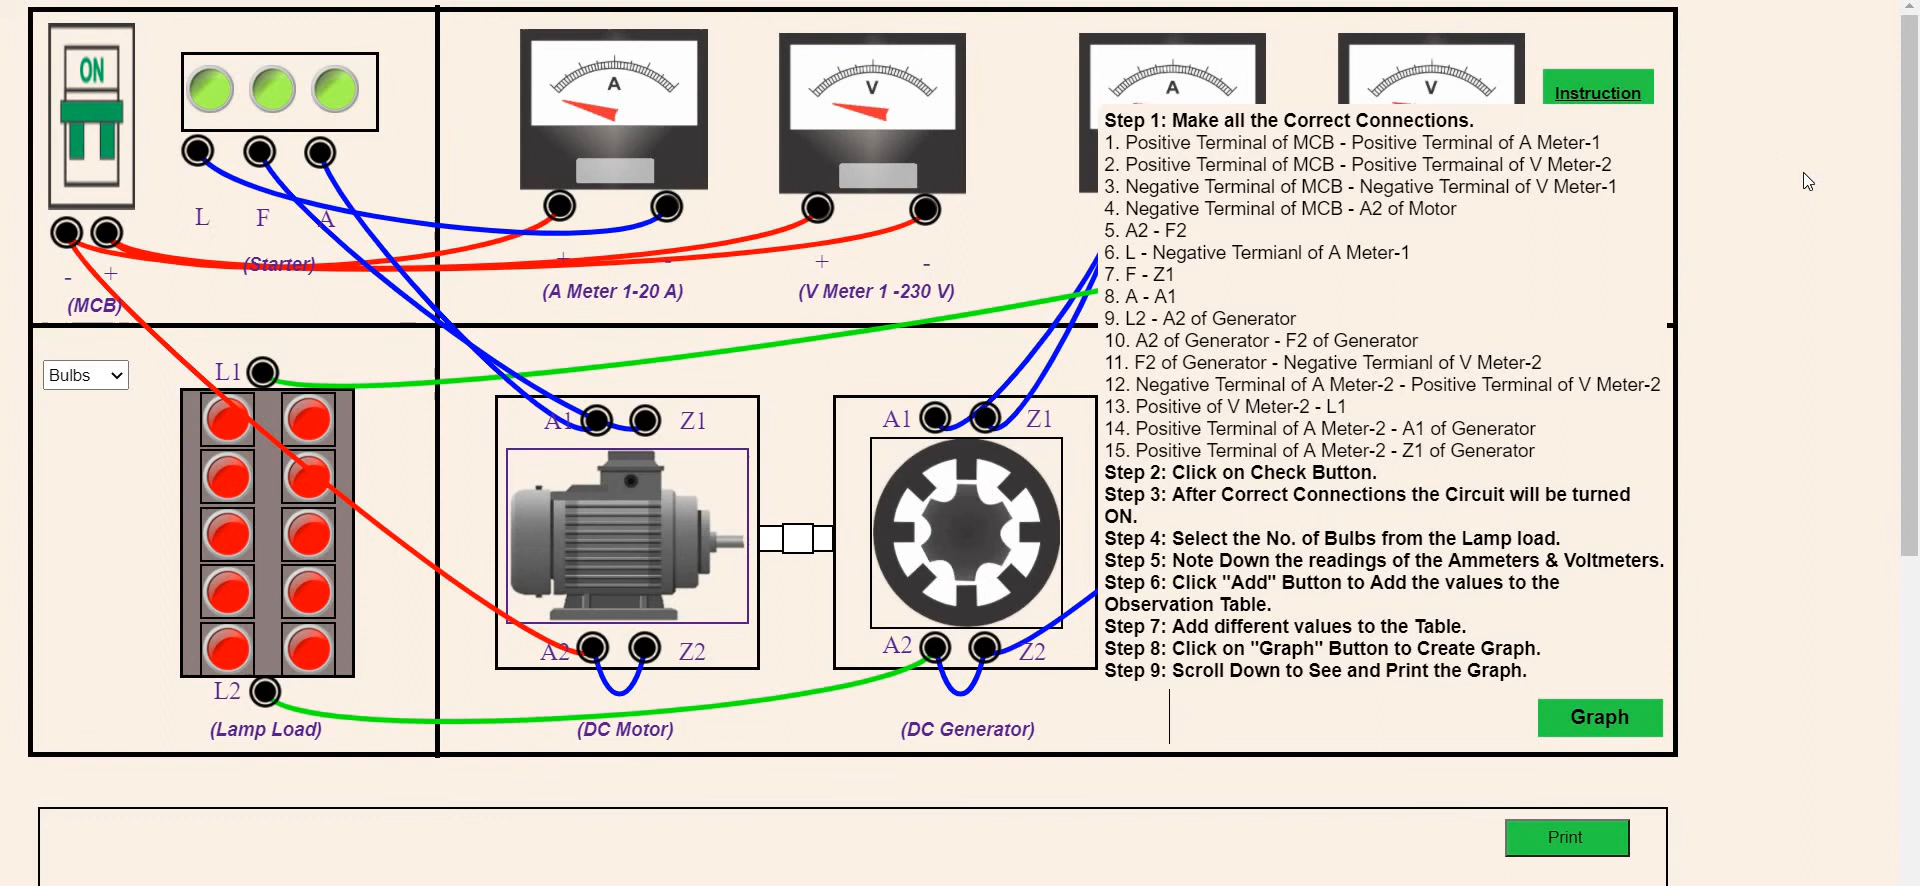 ON
A
V
A
V
Instruction
L
F
A
-
+
(Starter)
(MCB)
+
-
(A Meter 1-20 A)
+
-
(V Meter 1 -230 V)
Step 1: Make all the Correct Connections.
1. Positive Terminal of MCB - Positive Terminal of A Meter-1
2. Positive Terminal of MCB - Positive Termainal of V Meter-2
3. Negative Terminal of MCB - Negative Terminal of V Meter-1
4. Negative Terminal of MCB - A2 of Motor
5. A2 - F2
6. L - Negative Termianl of A Meter-1
7. F - Z1
8. A - A1
9. L2 - A2 of Generator
10. A2 of Generator - F2 of Generator
11. F2 of Generator - Negative Termianl of V Meter-2
12. Negative Terminal of A Meter-2 - Positive Terminal of V Meter-2
13. Positive of V Meter-2 - L1
14. Positive Terminal of A Meter-2 - A1 of Generator
15. Positive Terminal of A Meter-2 - Z1 of Generator
Step 2: Click on Check Button.
Step 3: After Correct Connections the Circuit will be turned
ON.
Step 4: Select the No. of Bulbs from the Lamp load.
Step 5: Note Down the readings of the Ammeters & Voltmeters.
Step 6: Click "Add" Button to Add the values to the
Observation Table.
Step 7: Add different values to the Table.
Step 8: Click on "Graph" Button to Create Graph.
Step 9: Scroll Down to See and Print the Graph.
Bulbs
L1
L2
(Lamp Load)
A1
Z1
A2
Z2
(DC Motor)
A1
Z1
A2
Z2
(DC Generator)
Graph
Print